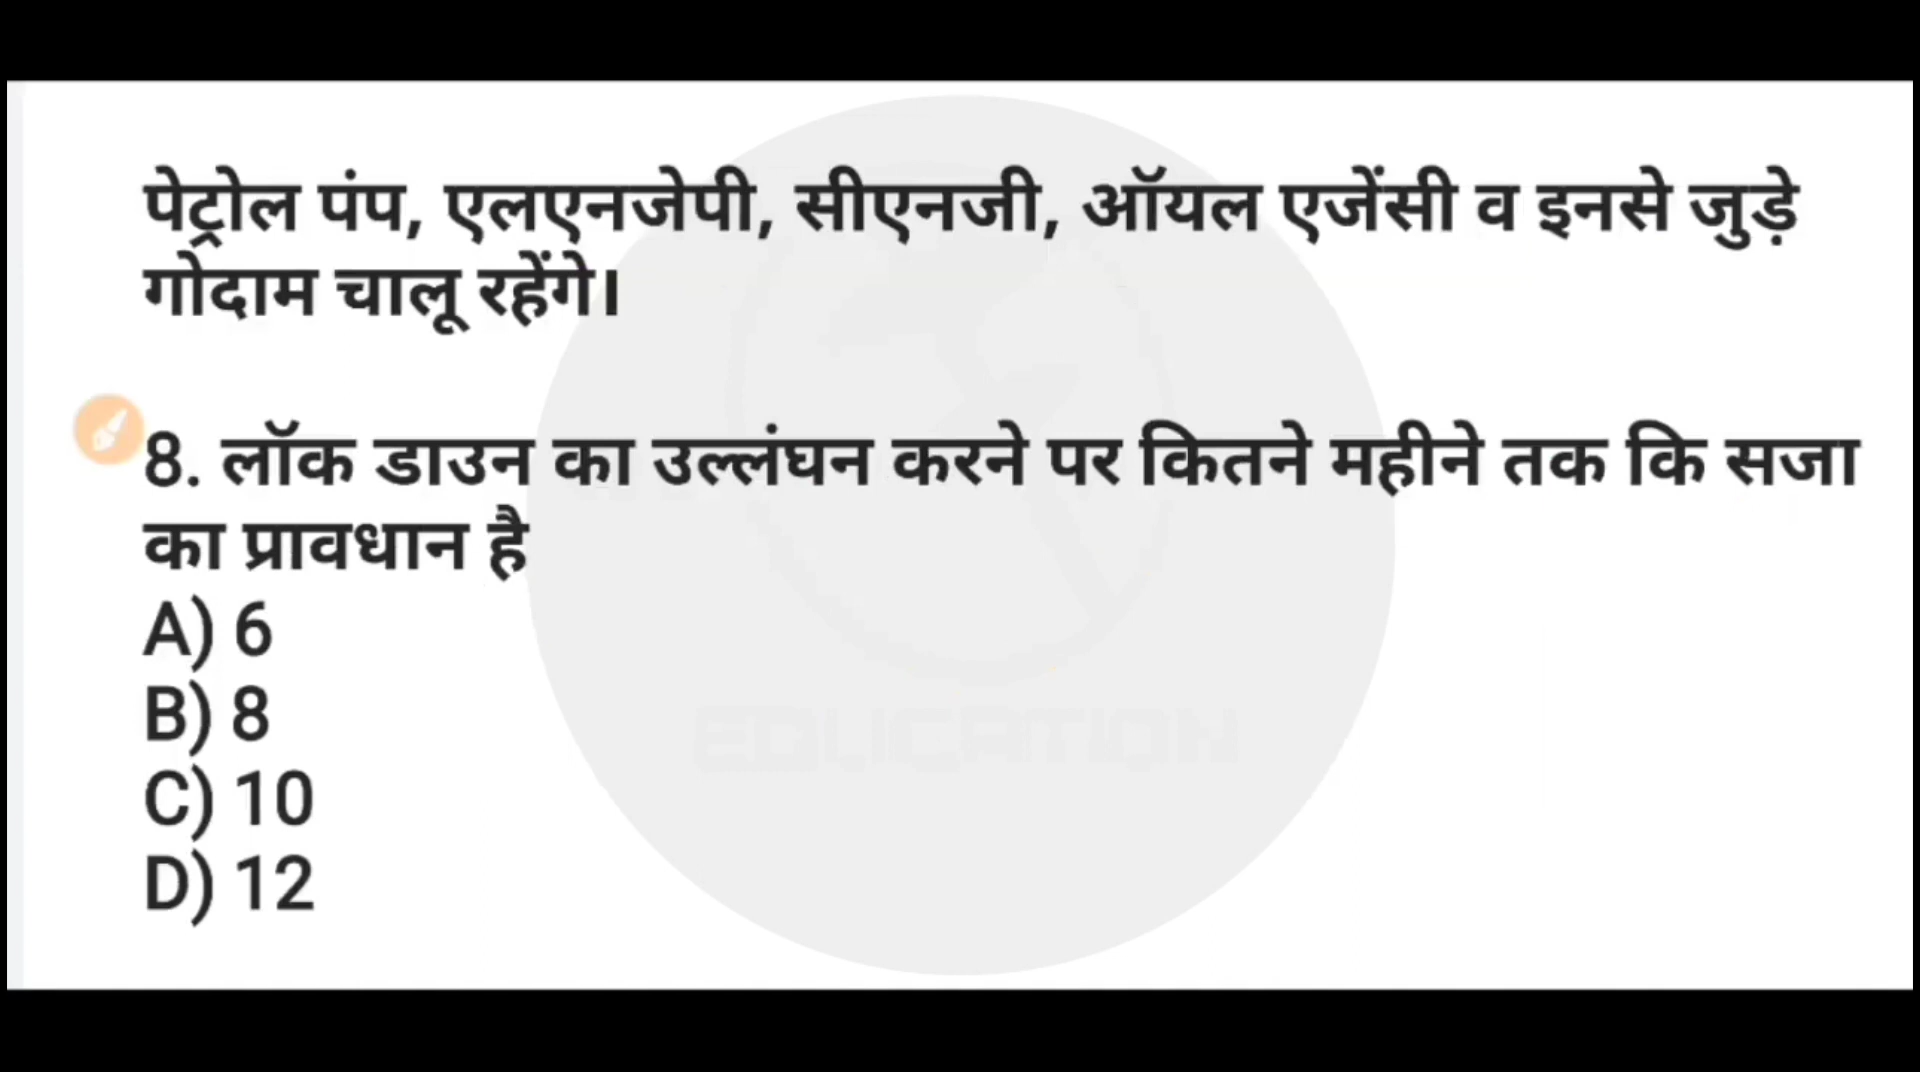 पेट्रोल पंप, एलएनजेपी, सीएनजी, ऑयल एजेंसी व इनसे जुड़े
गोदाम चालू रहेंगे।
8. लॉक डाउन का उल्लंघन करने पर कितने महीने तक कि सजा
का प्रावधान है
A) 6
B) 8
C) 10
D) 12
EDUCATION